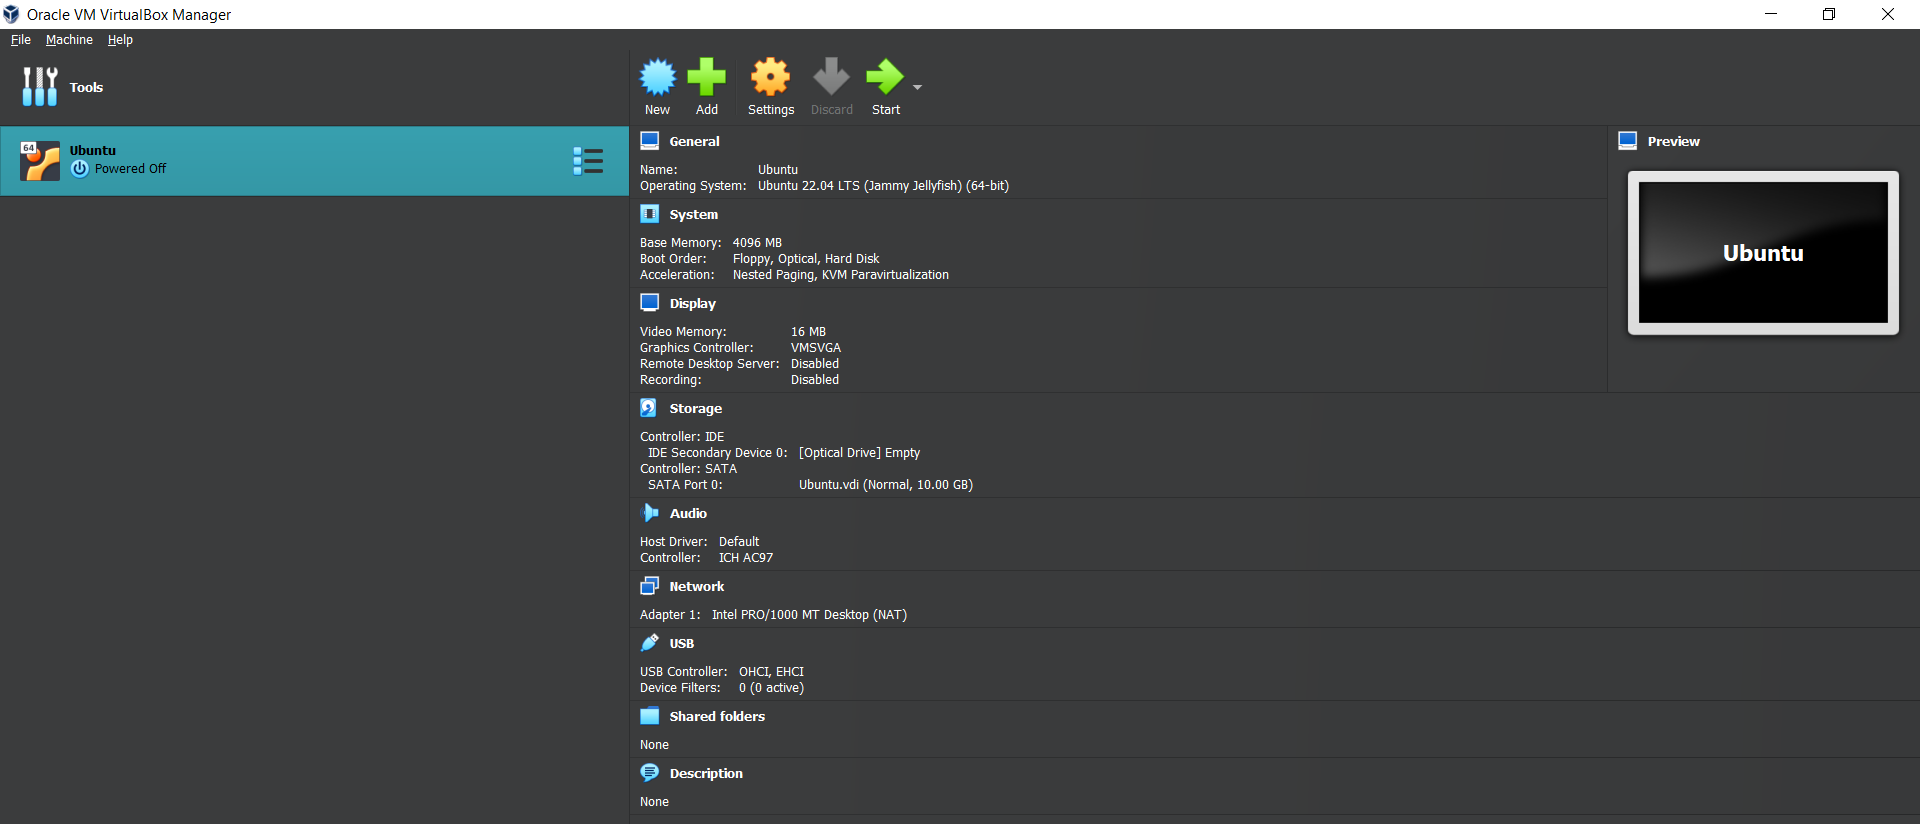 Oracle VM VirtualBox Manager
File Machine Help
Tools
New Add Settings Discard Start
64
Ubuntu
Powered Off
General
Name: Ubuntu
Operating System: Ubuntu 22.04 LTS (Jammy Jellyfish) (64-bit)
System
Base Memory: 4096 MB
Boot Order: Floppy, Optical, Hard Disk
Acceleration: Nested Paging, KVM Paravirtualization
Display
Video Memory: 16 MB
Graphics Controller: VMSVGA
Remote Desktop Server: Disabled
Recording: Disabled
Preview
Ubuntu
Storage
Controller: IDE
IDE Secondary Device 0: [Optical Drive] Empty
Controller: SATA
SATA Port 0: Ubuntu.vdi (Normal, 10.00 GB)
Audio
Host Driver: Default
Controller: ICH AC97
Network
Adapter 1: Intel PRO/1000 MT Desktop (NAT)
USB
USB Controller: OHCI, EHCI
Device Filters: 0 (0 active)
Shared folders
None
Description
None